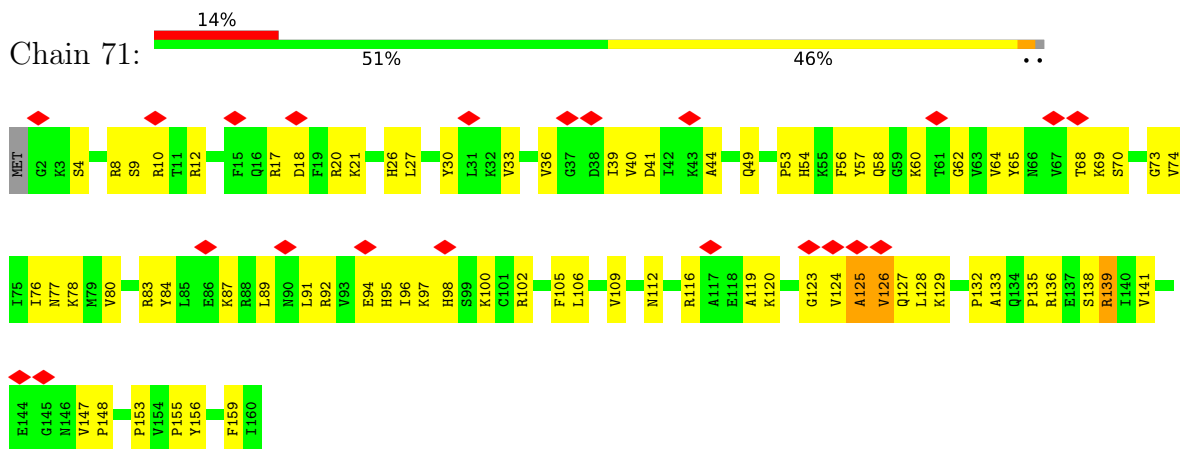 14%
Chain 71:
51% 46% • •
MET G2 K3 S4 R8 S9 R10 T11 R12 F15 Q16 R17 D18 F19 R20 K21 H26 L27 Y30 L31 K32 V33 V36 G37 D38 I39 V40 D41 I42 K43 A44 Q49 P53 H54 K55 F56 Y57 Q58 G59 K60 T61 G62 V63 V64 Y65 N66 V67 T68 K69 S70 G73 V74
I75 I76 N77 K78 M79 V80 R83 Y84 L85 E86 K87 R88 L89 N90 L91 R92 V93 E94 H95 I96 K97 H98 S99 K100 C101 R102 F105 L106 V109 N112 R116 A117 E118 A119 K120 G123 V124 A125 V126 Q127 L128 K129 P132 A133 Q134 P135 R136 E137 S138 R139 I140 V141
E144 G145 N146 V147 P148 P153 V154 P155 Y156 F159 I160